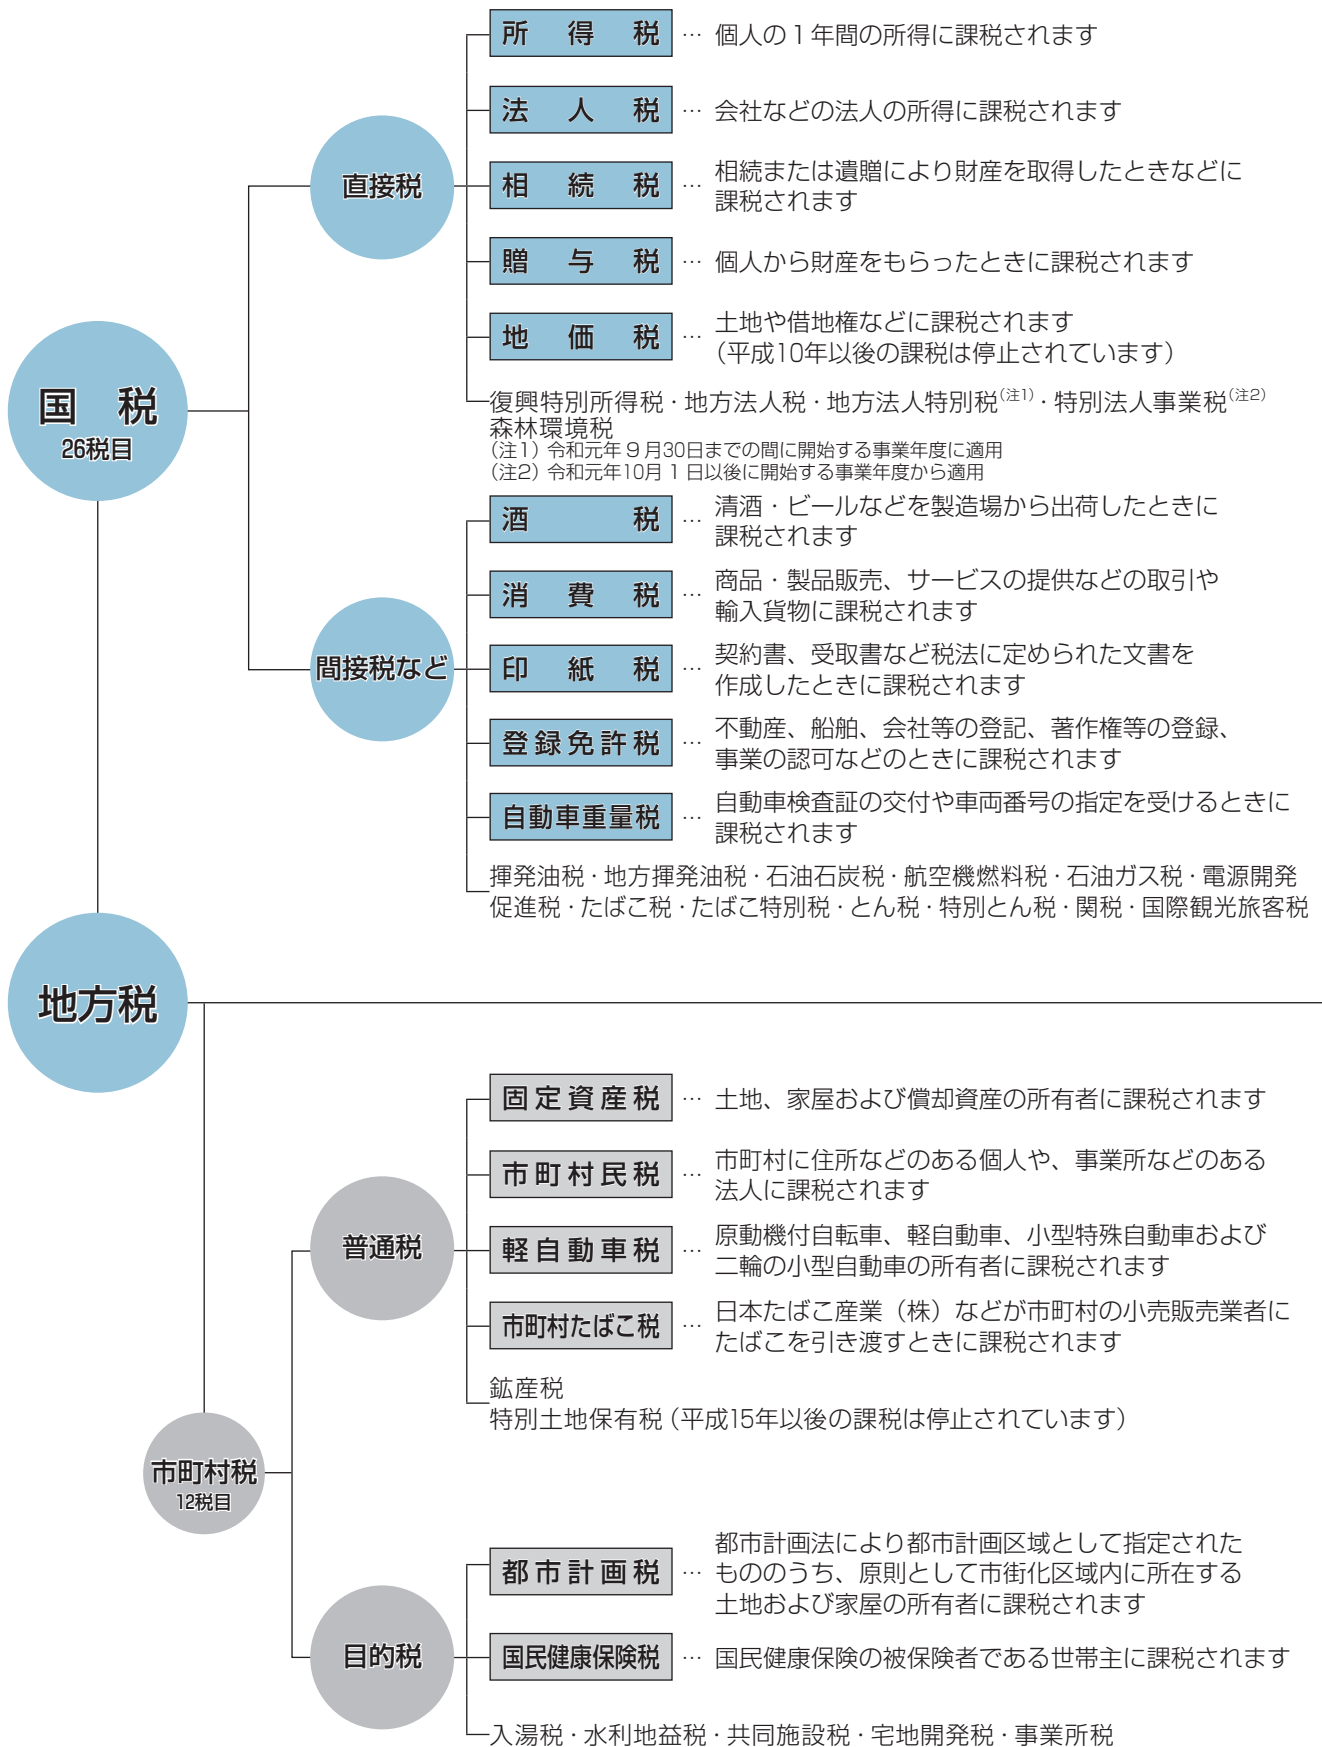 国税
26税目
直接税
所得税 … 個人の1年間の所得に課税されます
法人税 … 会社などの法人の所得に課税されます
相続税 … 相続または遺贈により財産を取得したときなどに
課税されます
贈与税 … 個人から財産をもらったときに課税されます
地価税 … 土地や借地権などに課税されます
(平成10年以後の課税は停止されています)
復興特別所得税・地方法人税・地方法人特別税(注1)・特別法人事業税(注2)
森林環境税
(注1) 令和元年9月30日までの間に開始する事業年度に適用
(注2) 令和元年10月1日以後に開始する事業年度から適用
間接税など
酒税 … 清酒・ビールなどを製造場から出荷したときに
課税されます
消費税 … 商品・製品販売、サービスの提供などの取引や
輸入貨物に課税されます
印紙税 … 契約書、受取書など税法に定められた文書を
作成したときに課税されます
登録免許税 … 不動産、船舶、会社等の登記、著作権等の登録、
事業の認可などのときに課税されます
自動車重量税 … 自動車検査証の交付や車両番号の指定を受けるときに
課税されます
揮発油税・地方揮発油税・石油石炭税・航空機燃料税・石油ガス税・電源開発
促進税・たばこ税・たばこ特別税・とん税・特別とん税・関税・国際観光旅客税
地方税
市町村税
12税目
普通税
固定資産税 … 土地、家屋および償却資産の所有者に課税されます
市町村民税 … 市町村に住所などのある個人や、事業所などのある
法人に課税されます
軽自動車税 … 原動機付自転車、軽自動車、小型特殊自動車および
二輪の小型自動車の所有者に課税されます
市町村たばこ税 … 日本たばこ産業(株)などが市町村の小売販売業者に
たばこを引き渡すときに課税されます
鉱産税
特別土地保有税(平成15年以後の課税は停止されています)
目的税
都市計画税 … 都市計画法により都市計画区域として指定された
もののうち、原則として市街化区域内に所在する
土地および家屋の所有者に課税されます
国民健康保険税 … 国民健康保険の被保険者である世帯主に課税されます
入湯税・水利地益税・共同施設税・宅地開発税・事業所税